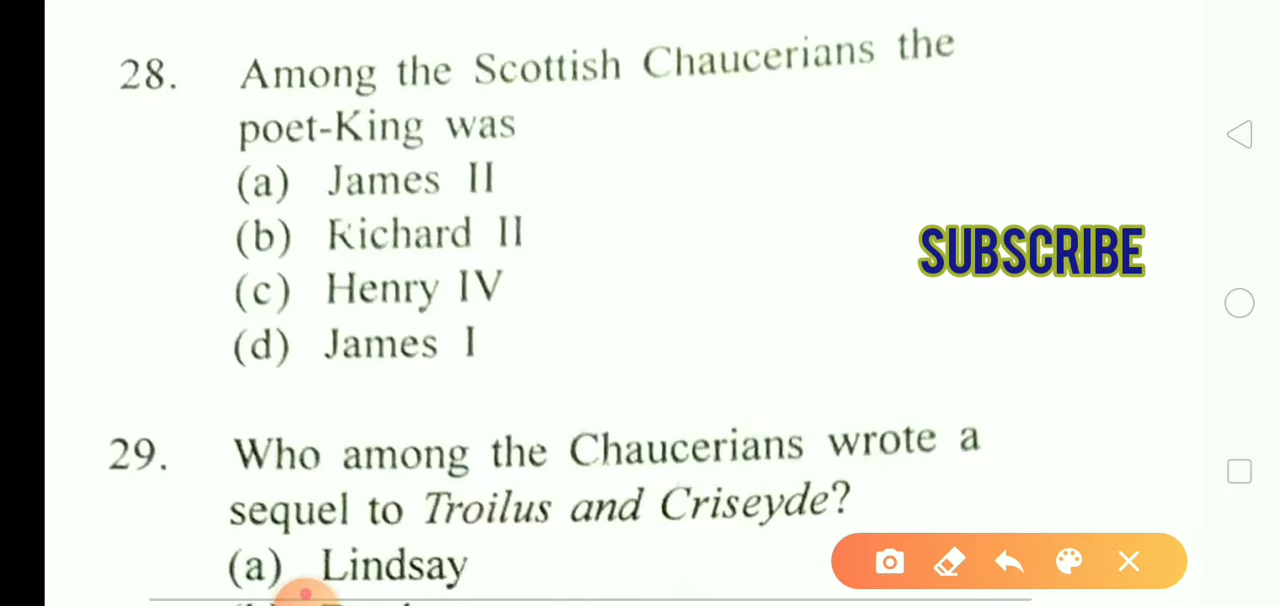 28. Among the Scottish Chaucerians the
poet-King was
(a) James II
(b) Richard II
(c) Henry IV
(d) James I
SUBSCRIBE
29. Who among the Chaucerians wrote a
sequel to Troilus and Criseyde?
(a) Lindsay